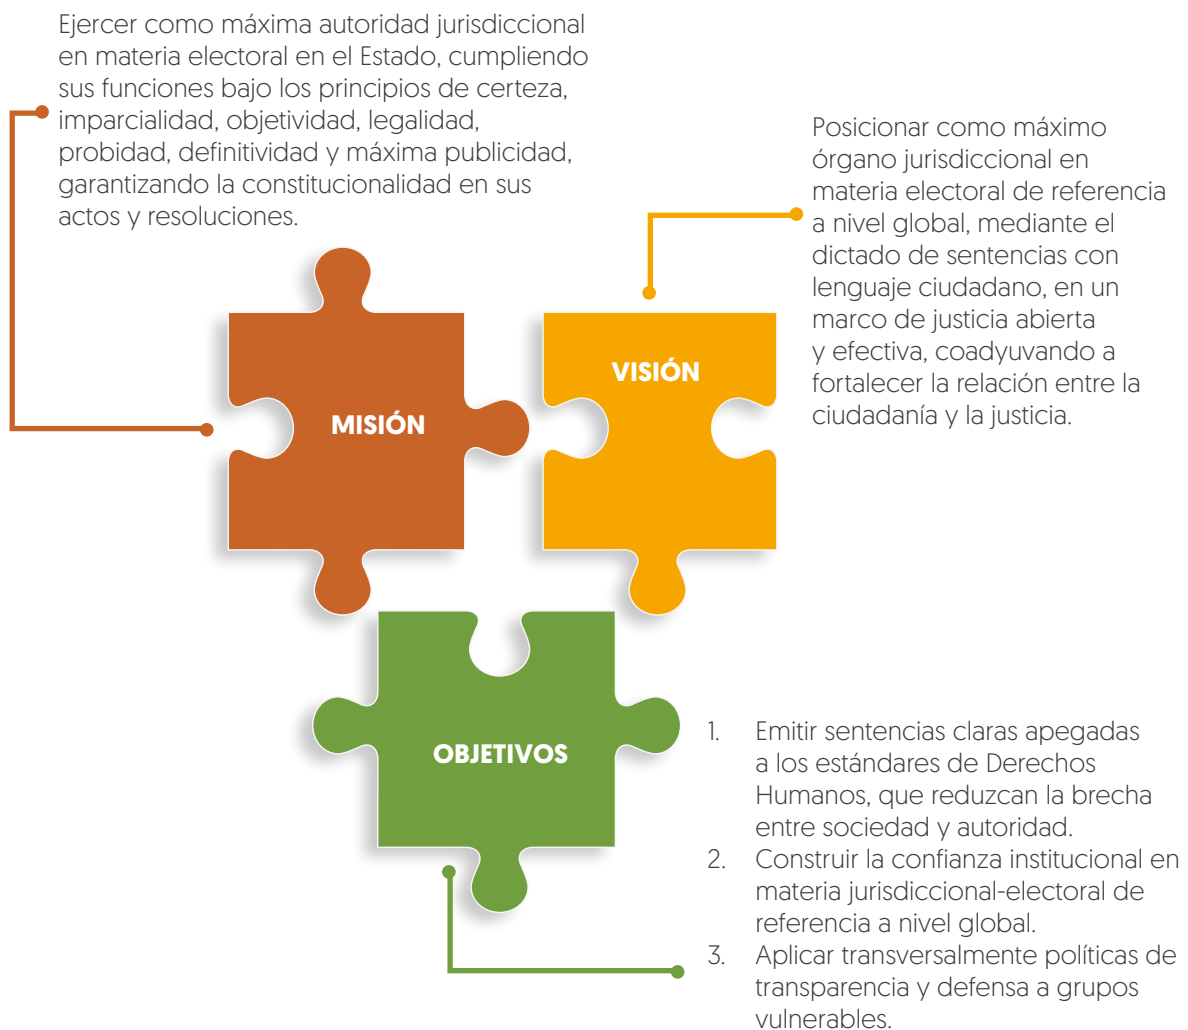 Ejercer como máxima autoridad jurisdiccional
en materia electoral en el Estado, cumpliendo
sus funciones bajo los principios de certeza,
imparcialidad, objetividad, legalidad,
probidad, definitividad y máxima publicidad,
garantizando la constitucionalidad en sus
actos y resoluciones.
MISIÓN
VISIÓN
Posicionar como máximo
órgano jurisdiccional en
materia electoral de referencia
a nivel global, mediante el
dictado de sentencias con
lenguaje ciudadano, en un
marco de justicia abierta
y efectiva, coadyuvando a
fortalecer la relación entre la
ciudadanía y la justicia.
OBJETIVOS
1. Emitir sentencias claras apegadas
a los estándares de Derechos
Humanos, que reduzcan la brecha
entre sociedad y autoridad.
2. Construir la confianza institucional en
materia jurisdiccional-electoral de
referencia a nivel global.
3. Aplicar transversalmente políticas de
transparencia y defensa a grupos
vulnerables.